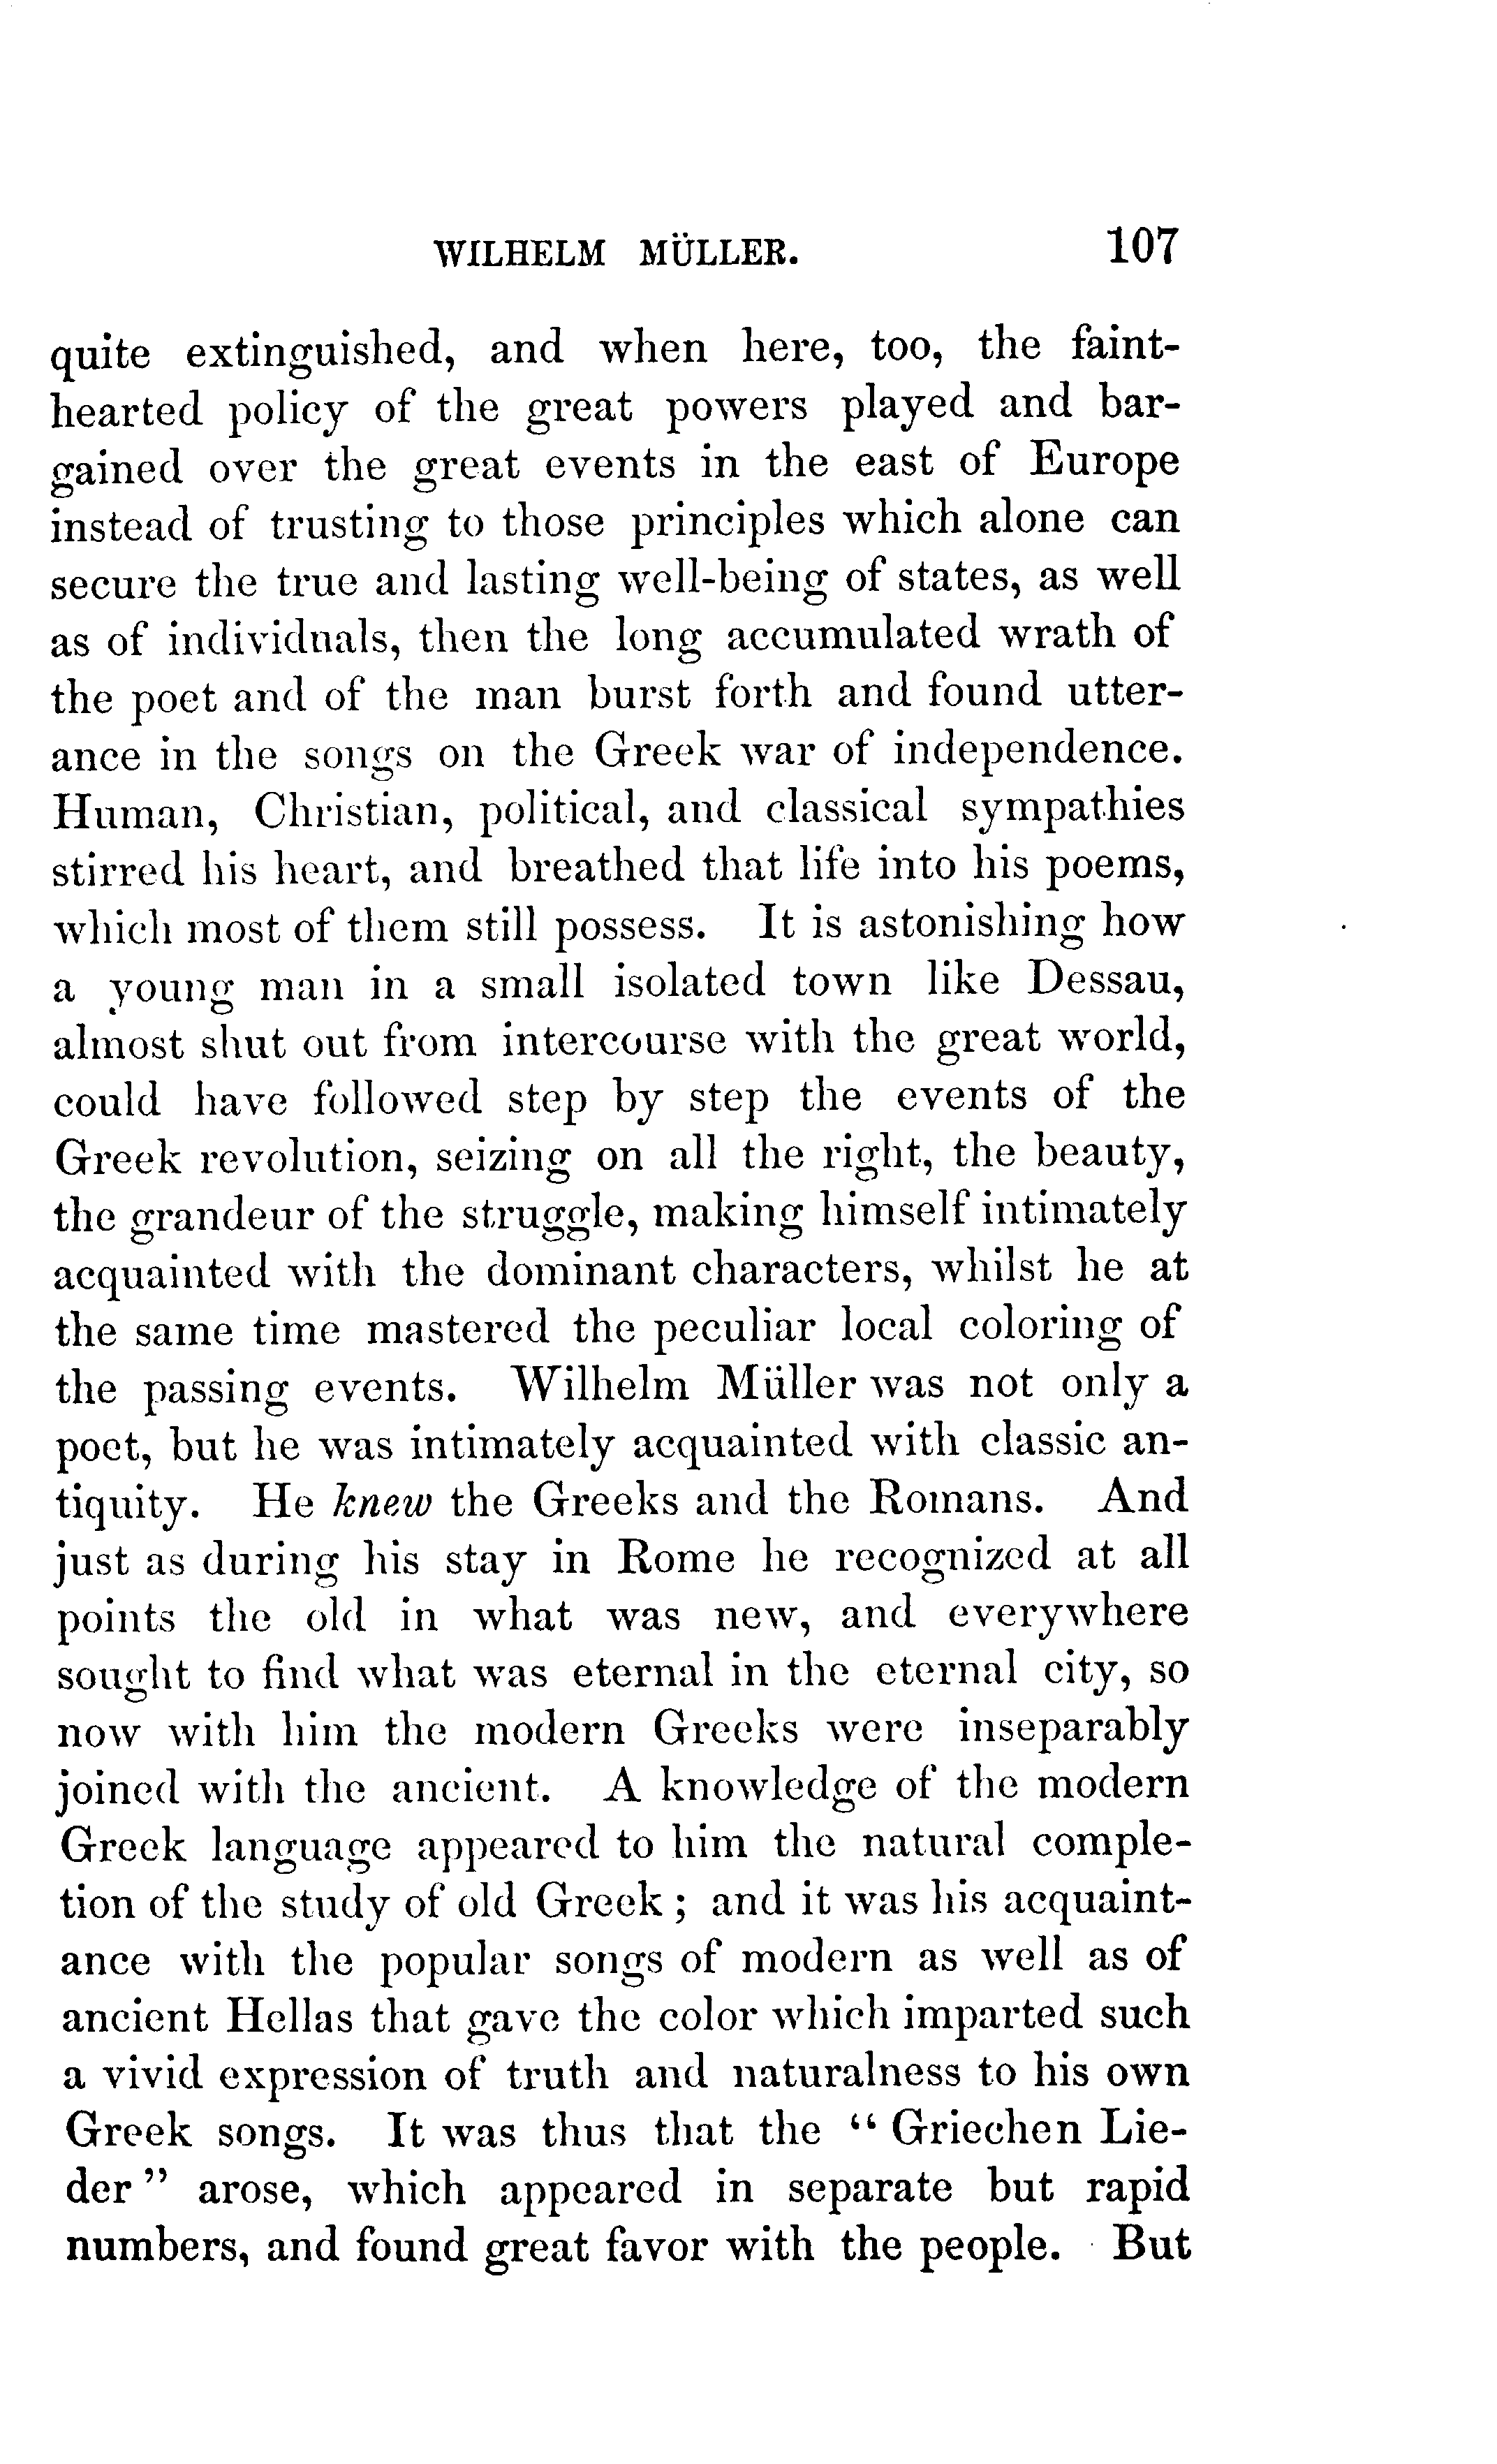 WILHELM MÜLLER. 107
quite extinguished, and when here, too, the faint-
hearted policy of the great powers played and bar-
gained over the great events in the east of Europe
instead of trusting to those principles which alone can
secure the true and lasting well-being of states, as well
as of individuals, then the long accumulated wrath of
the poet and of the man burst forth and found utter-
ance in the songs on the Greek war of independence.
Human, Christian, political, and classical sympathies
stirred his heart, and breathed that life into his poems,
which most of them still possess. It is astonishing how
a young man in a small isolated town like Dessau,
almost shut out from intercourse with the great world,
could have followed step by step the events of the
Greek revolution, seizing on all the right, the beauty,
the grandeur of the struggle, making himself intimately
acquainted with the dominant characters, whilst he at
the same time mastered the peculiar local coloring of
the passing events. Wilhelm Müller was not only a
poet, but he was intimately acquainted with classic an-
tiquity. He knew the Greeks and the Romans. And
just as during his stay in Rome he recognized at all
points the old in what was new, and everywhere
sought to find what was eternal in the eternal city, so
now with him the modern Greeks were inseparably
joined with the ancient. A knowledge of the modern
Greek language appeared to him the natural comple-
tion of the study of old Greek ; and it was his acquaint-
ance with the popular songs of modern as well as of
ancient Hellas that gave the color which imparted such
a vivid expression of truth and naturalness to his own
Greek songs. It was thus that the “ Griechen Lie-
der ” arose, which appeared in separate but rapid
numbers, and found great favor with the people. But